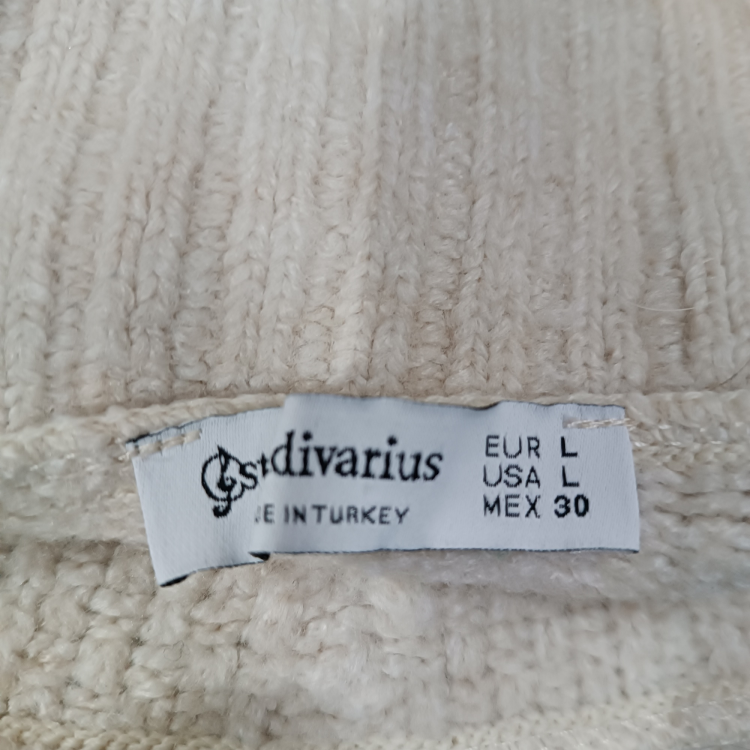 Stdivarius
E IN TURKEY
EUR L
USA L
MEX 30